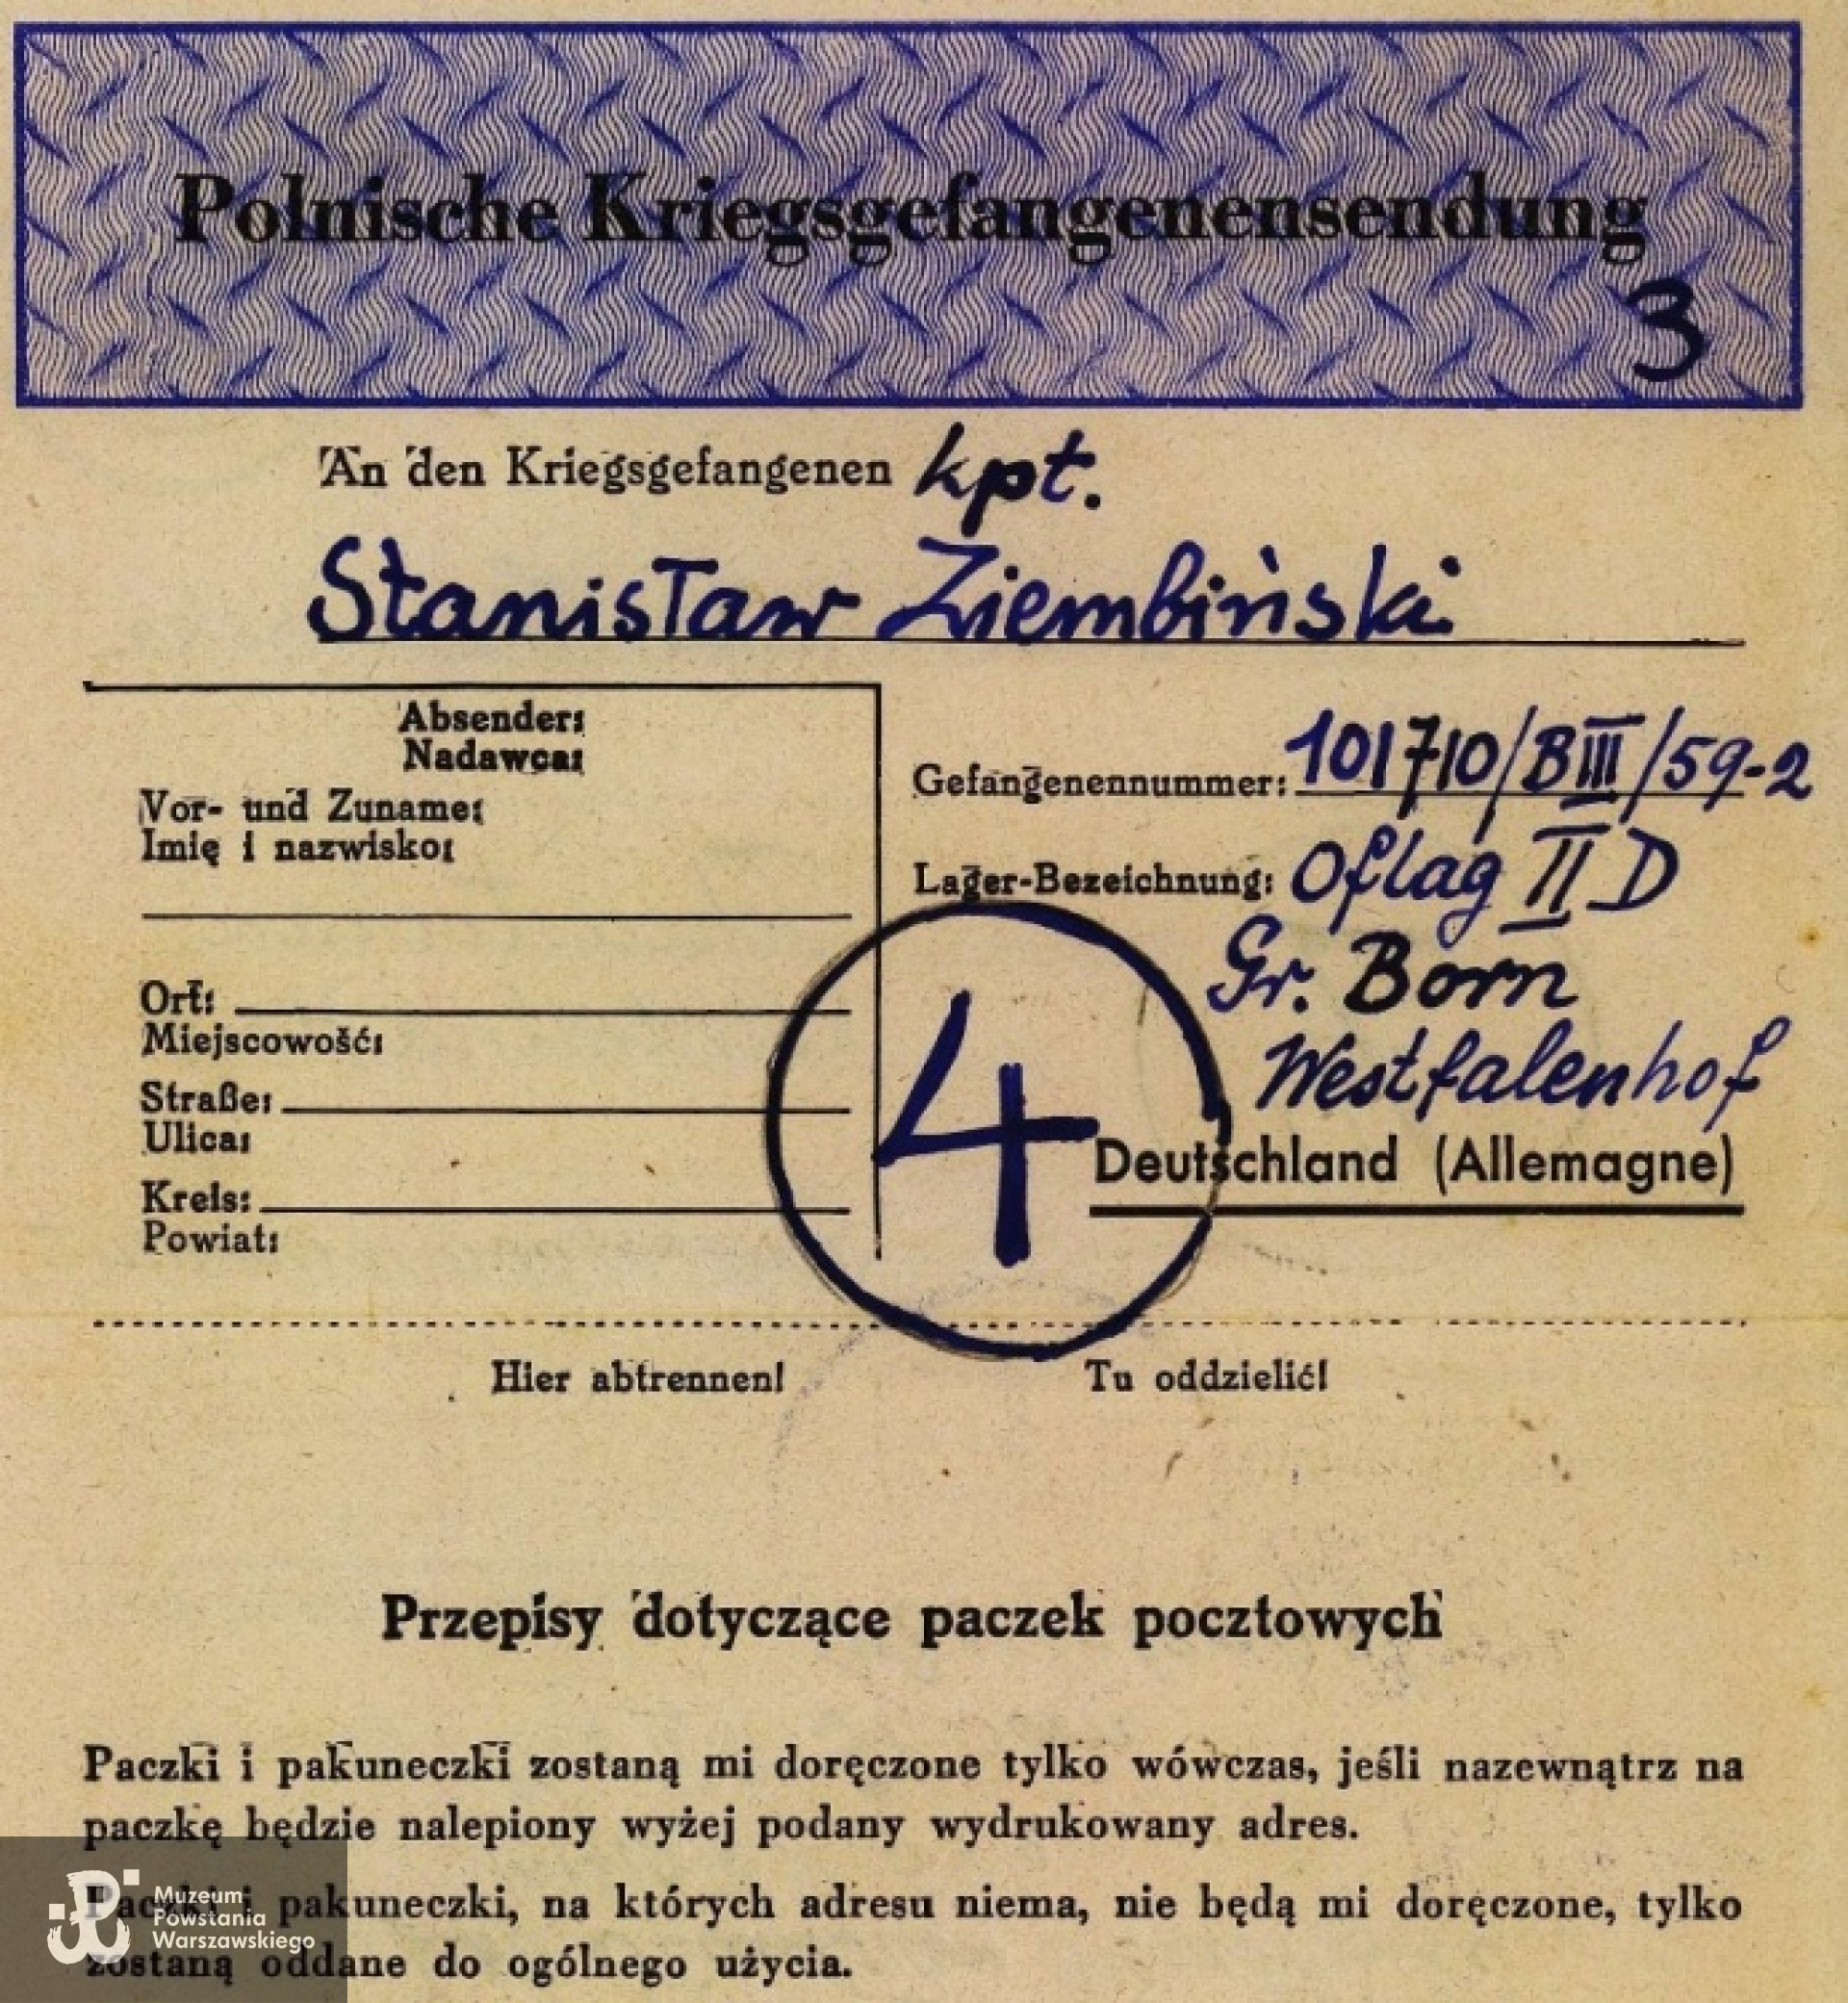 Polnische Kriegsgefangenensendung
3
An den Kriegsgefangenen kpt.
Stanisław Ziembiński
Absender:
Nadawca:
Vor- und Zuname:
Imię i nazwisko:
Gefangenennummer: 101710/BIII/59-2
Lager-Bezeichnung: Oflag II D
Gr. Born
Westfalenhof
Ort:
Miejscowość:
Straße:
Ulica:
Kreis:
Powiat:
4
Deutschland (Allemagne)
Hier abtrennen! Tu oddzielić!
Przepisy dotyczące paczek pocztowych
Paczki i pakuneczki zostaną mi doręczone tylko wówczas, jeśli nazewnątrz na
paczkę będzie nalepiony wyżej podany wydrukowany adres.
Paczki i pakuneczki, na których adresu niema, nie będą mi doręczone, tylko
zostaną oddane do ogólnego użycia.
Muzeum
Powstania
Warszawskiego